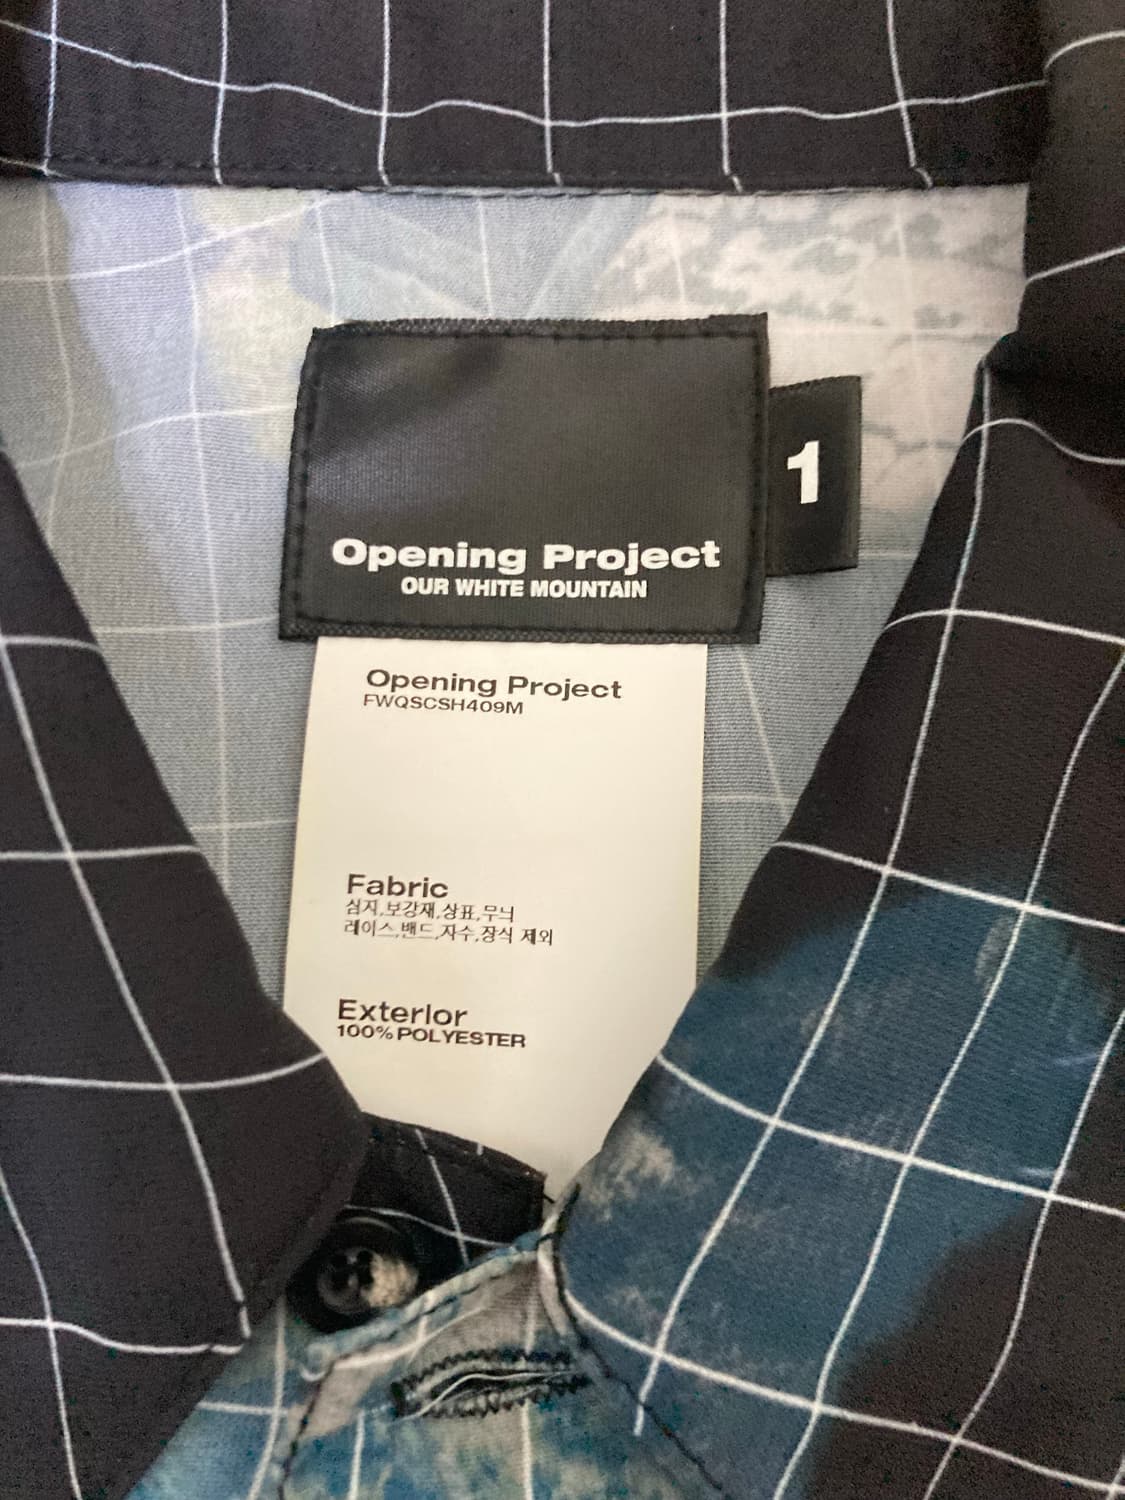 Opening Project
OUR WHITE MOUNTAIN
1
Opening Project
FWQSCSH409M
Fabric
심지,보강재,상표,무늬
레이스,밴드,자수,장식 제외
Exterlor
100% POLYESTER